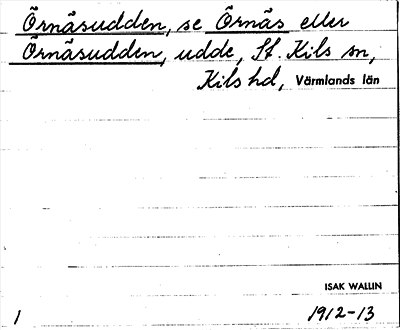 Örnäsudden, se Örnäs eller
Örnäsudden, udde, St. Kils sn,
Kils hd, Värmlands län
ISAK WALLIN
1 1912-13